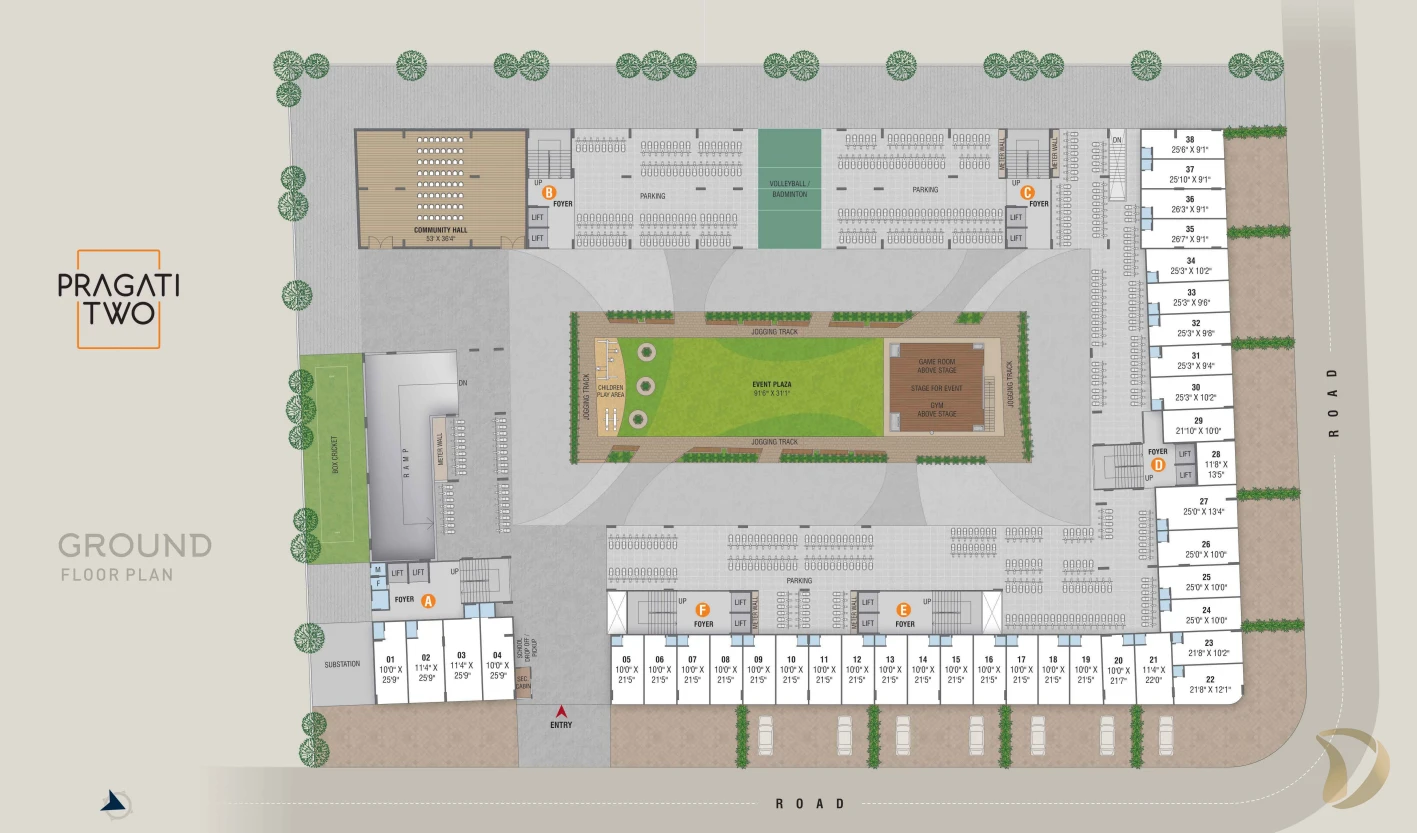 PRAGATI
TWO
GROUND
FLOOR PLAN
COMMUNITY HALL
53' X 36'4"
UP
B
FOYER
LIFT
LIFT
PARKING
VOLLEYBALL /
BADMINTON
PARKING
METER WALL
METER WALL
UP
C
FOYER
LIFT
LIFT
DN
38
25'6" X 9'1"
37
25'10" X 9'1"
36
26'3" X 9'1"
35
26'7" X 9'1"
34
25'3" X 10'2"
33
25'3" X 9'6"
32
25'3" X 9'8"
31
25'3" X 9'4"
30
25'3" X 10'2"
29
21'10" X 10'0"
28
11'8" X
13'5"
FOYER
D
UP
LIFT
LIFT
27
25'0" X 13'4"
26
25'0" X 10'0"
25
25'0" X 10'0"
24
25'0" X 10'0"
23
21'8" X 10'2"
22
21'8" X 12'1"
JOGGING TRACK
JOGGING TRACK
CHILDREN
PLAY AREA
EVENT PLAZA
91'6" X 31'1"
GAME ROOM
ABOVE STAGE
STAGE FOR EVENT
GYM
ABOVE STAGE
JOGGING TRACK
JOGGING TRACK
BOX CRICKET
RAMP
DN
METER WALL
M
F
LIFT
LIFT
UP
FOYER
A
SUBSTATION
01
10'0" X
25'9"
02
11'4" X
25'9"
03
11'4" X
25'9"
04
10'0" X
25'9"
SCHOOL
DROP OFF /
PICKUP
SEC.
CABIN
ENTRY
PARKING
UP
F
FOYER
LIFT
LIFT
METER WALL
METER WALL
LIFT
LIFT
E
FOYER
UP
05
10'0" X
21'5"
06
10'0" X
21'5"
07
10'0" X
21'5"
08
10'0" X
21'5"
09
10'0" X
21'5"
10
10'0" X
21'5"
11
10'0" X
21'5"
12
10'0" X
21'5"
13
10'0" X
21'5"
14
10'0" X
21'5"
15
10'0" X
21'5"
16
10'0" X
21'5"
17
10'0" X
21'5"
18
10'0" X
21'5"
19
10'0" X
21'5"
20
10'0" X
21'7"
21
11'4" X
22'0"
ROAD
ROAD